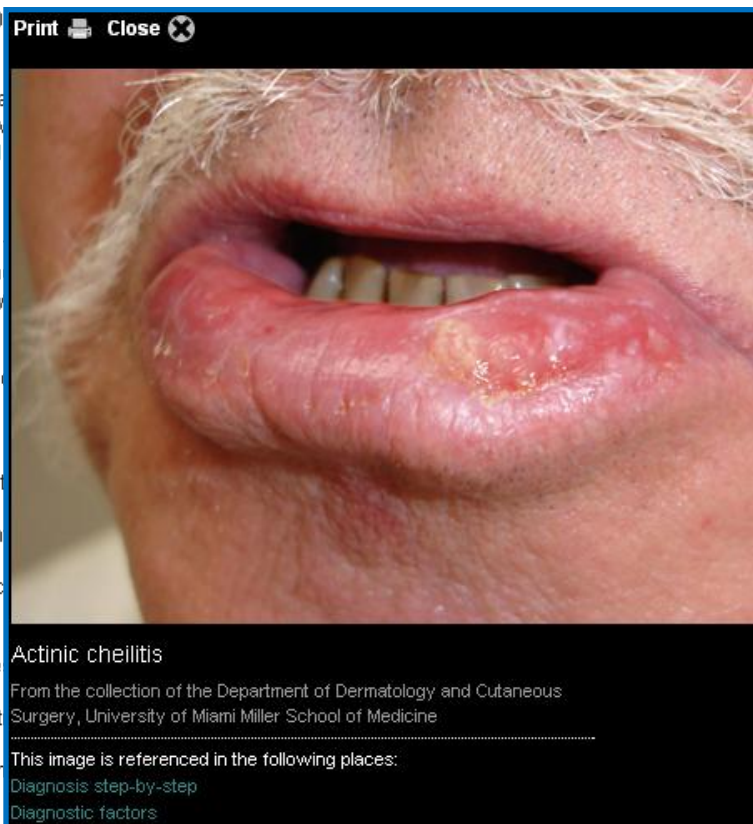 Print Close
Actinic cheilitis
From the collection of the Department of Dermatology and Cutaneous
Surgery, University of Miami Miller School of Medicine
This image is referenced in the following places:
Diagnosis step-by-step
Diagnostic factors